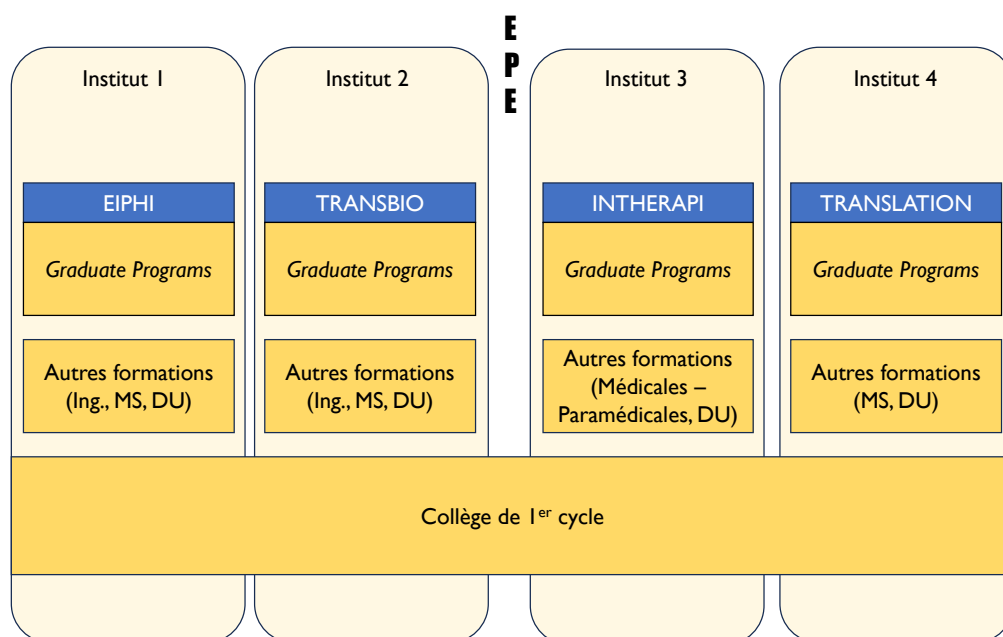 E
P
E
Institut 1
Institut 2
Institut 3
Institut 4
EIPHI
TRANSBIO
INTHERAPI
TRANSLATION
Graduate Programs
Graduate Programs
Graduate Programs
Graduate Programs
Autres formations
(Ing., MS, DU)
Autres formations
(Ing., MS, DU)
Autres formations
(Médicales –
Paramédicales, DU)
Autres formations
(MS, DU)
Collège de 1er cycle